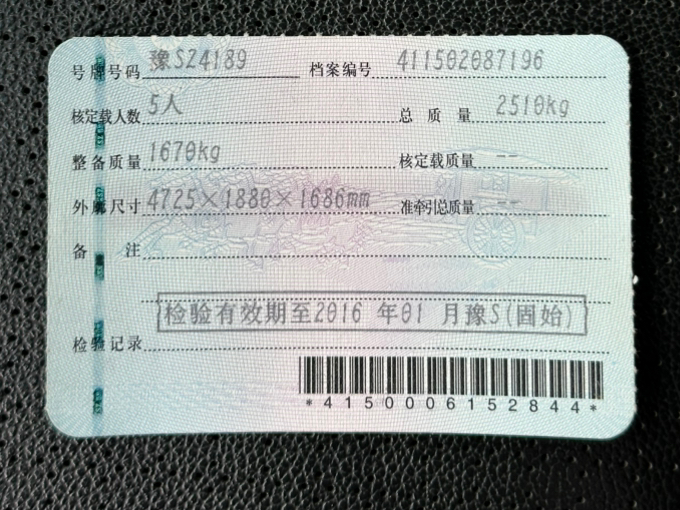 号牌号码 豫SZ4189 档案编号 411502087196
核定载人数 5人 总质量 2510kg
整备质量 1670kg 核定载质量 --
外廓尺寸 4725×1880×1686mm 准牵引总质量 --
备注
检验有效期至2016 年01 月豫S(固始)
检验记录
*4150006152844*